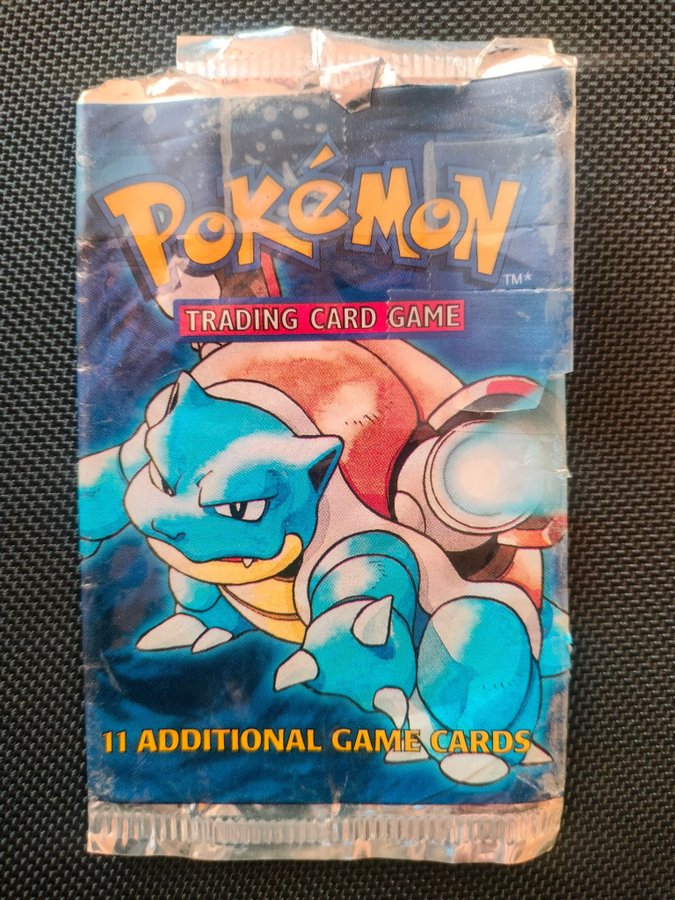 POKéMON
TM*
TRADING CARD GAME
11 ADDITIONAL GAME CARDS